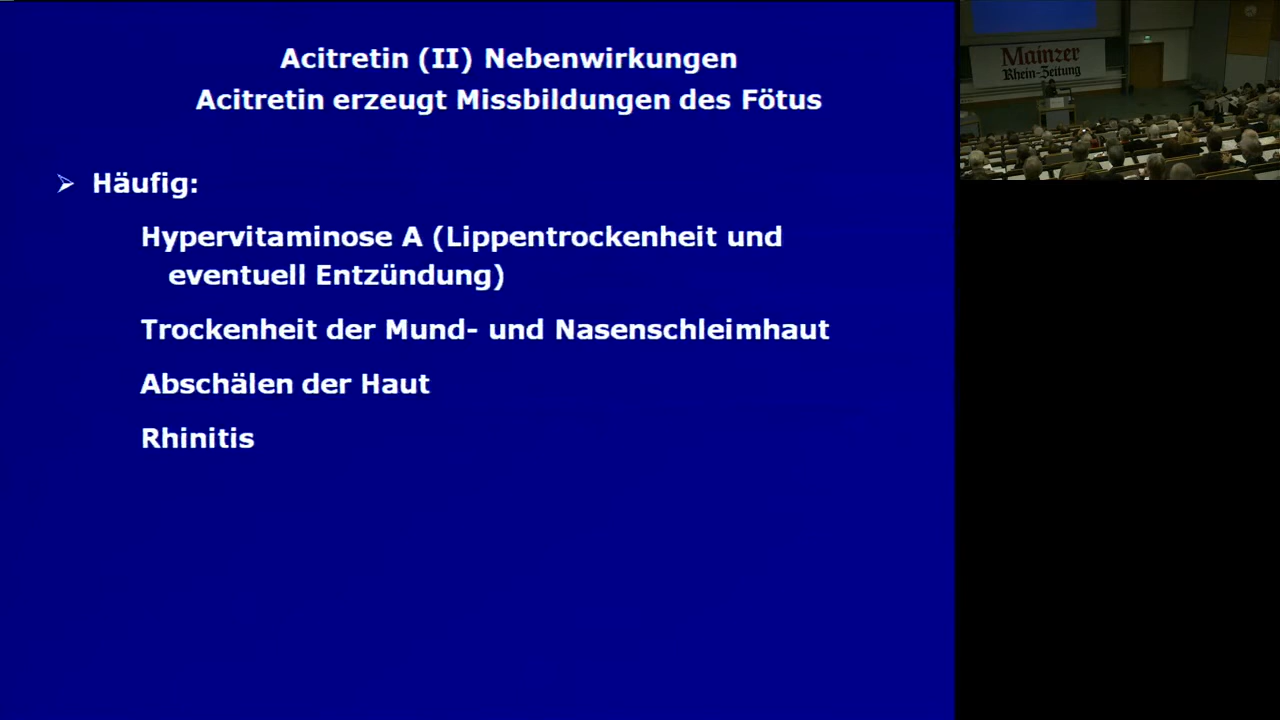 Acitretin (II) Nebenwirkungen
Acitretin erzeugt Missbildungen des Fötus
Häufig:
Hypervitaminose A (Lippentrockenheit und
eventuell Entzündung)
Trockenheit der Mund- und Nasenschleimhaut
Abschälen der Haut
Rhinitis
Mainzer
Rhein-Zeitung